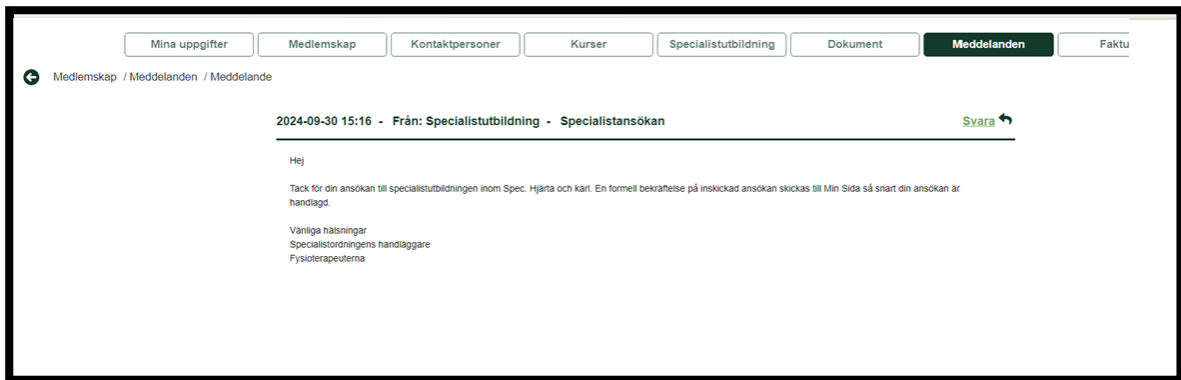 Mina uppgifter Medlemskap Kontaktpersoner Kurser Specialistutbildning Dokument Meddelanden Faktu
Medlemskap / Meddelanden / Meddelande
2024-09-30 15:16 - Från: Specialistutbildning - Specialistansökan Svara
Hej
Tack för din ansökan till specialistutbildningen inom Spec. Hjärta och kärl. En formell bekräftelse på inskickad ansökan skickas till Min Sida så snart din ansökan är
handlagd.
Vänliga hälsningar
Specialistordningens handläggare
Fysioterapeuterna